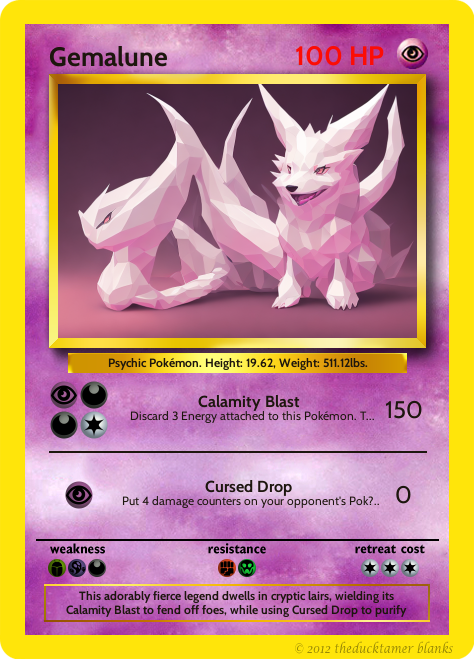 Gemalune 100 HP
Psychic Pokémon. Height: 19.62, Weight: 511.12lbs.
Calamity Blast
Discard 3 Energy attached to this Pokémon. T... 150
Cursed Drop
Put 4 damage counters on your opponent's Pok?.. 0
weakness resistance retreat cost
This adorably fierce legend dwells in cryptic lairs, wielding its
Calamity Blast to fend off foes, while using Cursed Drop to purify
© 2012 theducktamer blanks